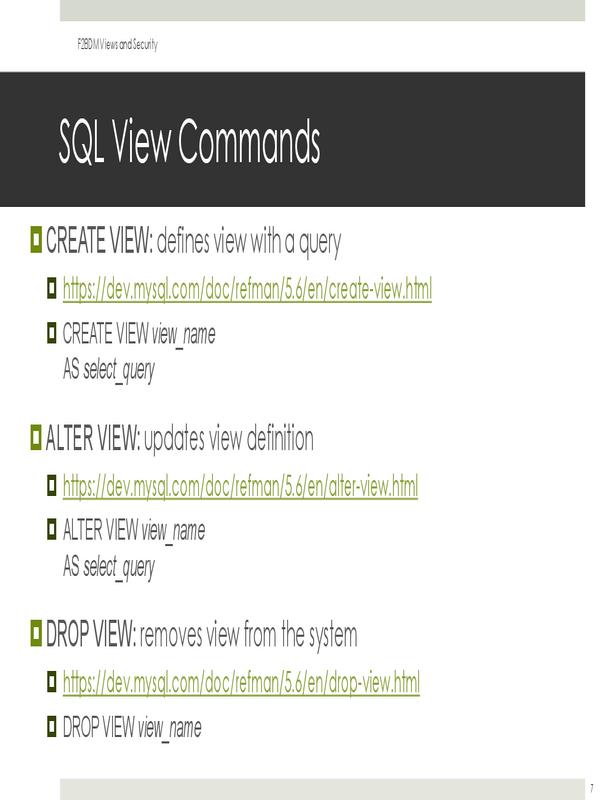 F2BDM Views and Security
SQL View Commands
CREATE VIEW: defines view with a query
https://dev.mysql.com/doc/refman/5.6/en/create-view.html
CREATE VIEW view_name
AS select_query
ALTER VIEW: updates view definition
https://dev.mysql.com/doc/refman/5.6/en/alter-view.html
ALTER VIEW view_name
AS select_query
DROP VIEW: removes view from the system
https://dev.mysql.com/doc/refman/5.6/en/drop-view.html
DROP VIEW view_name
7